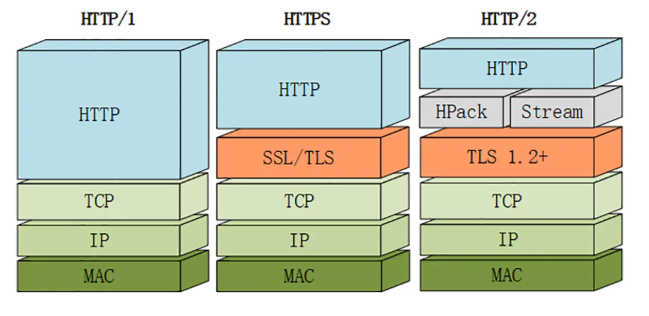 HTTP/1
HTTPS
HTTP/2
HTTP
HTTP
HTTP
HPack
Stream
SSL/TLS
TLS 1.2+
TCP
TCP
TCP
IP
IP
IP
MAC
MAC
MAC